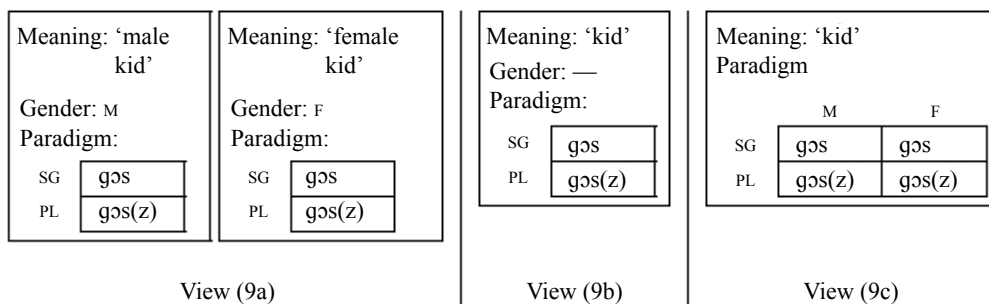 Meaning: ‘male
kid’
Gender: M
Paradigm:
SG gɔs
PL gɔs(z)
Meaning: ‘female
kid’
Gender: F
Paradigm:
SG gɔs
PL gɔs(z)
View (9a)
Meaning: ‘kid’
Gender: —
Paradigm:
SG gɔs
PL gɔs(z)
View (9b)
Meaning: ‘kid’
Paradigm
M F
SG gɔs gɔs
PL gɔs(z) gɔs(z)
View (9c)